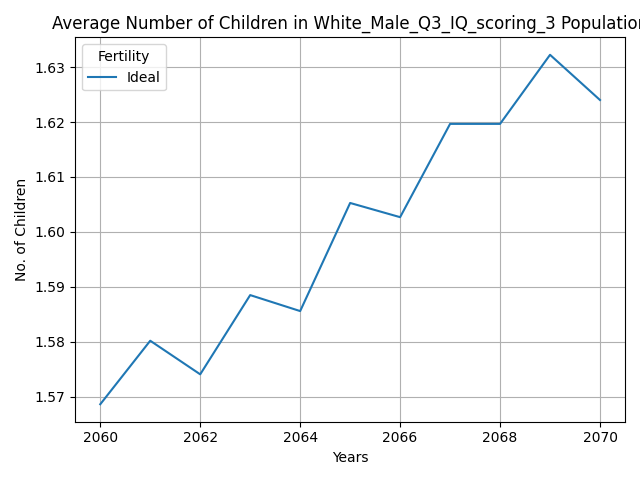 Average Number of Children in White_Male_Q3_IQ_scoring_3 Population
Fertility
Ideal
1.63
1.62
1.61
1.60
1.59
1.58
1.57
No. of Children
2060 2062 2064 2066 2068 2070
Years